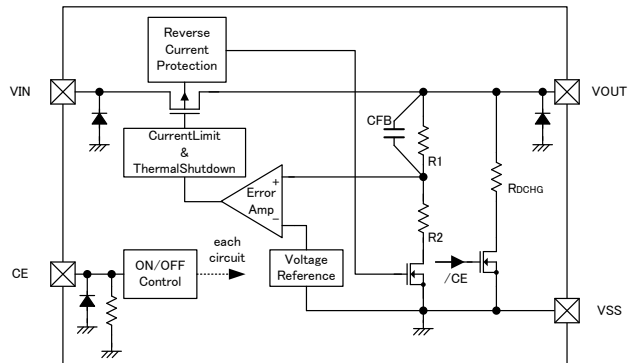 Reverse
Current
Protection
VIN
VOUT
CFB
R1
CurrentLimit
&
ThermalShutdown
RDCHG
+
Error
Amp
−
R2
each
circuit
Voltage
Reference
/CE
CE
ON/OFF
Control
VSS